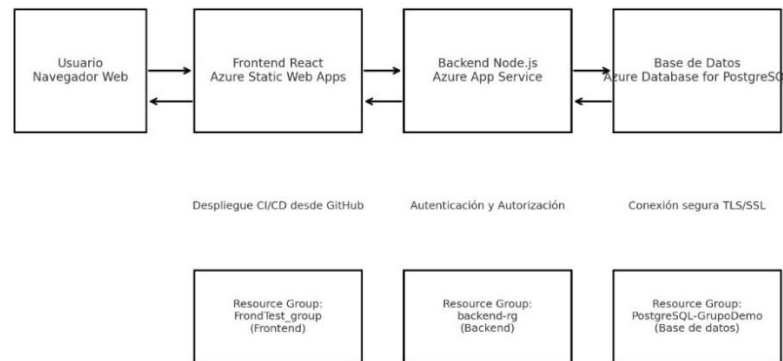 Usuario
Navegador Web
Frontend React
Azure Static Web Apps
Backend Node.js
Azure App Service
Base de Datos
Azure Database for PostgreSQ
Despliegue CI/CD desde GitHub
Autenticación y Autorización
Conexión segura TLS/SSL
Resource Group:
FrondTest_group
(Frontend)
Resource Group:
backend-rg
(Backend)
Resource Group:
PostgreSQL-GrupoDemo
(Base de datos)